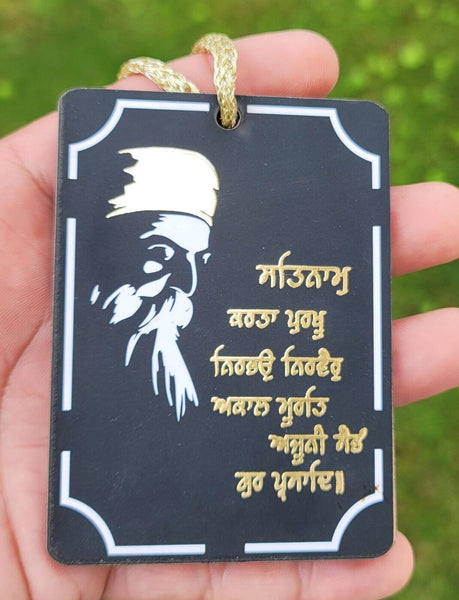 ਸਤਿਨਾਮੁ
ਕਰਤਾ ਪੁਰਖੁ
ਨਿਰਭਉ ਨਿਰਵੈਰੁ
ਅਕਾਲ ਮੂਰਤਿ
ਅਜੂਨੀ ਸੈਭੰ
ਗੁਰ ਪ੍ਰਸਾਦਿ॥